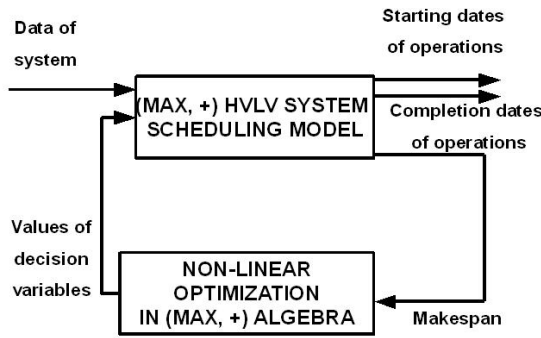 Data of
system
Starting dates
of operations
(MAX, +) HVLV SYSTEM
SCHEDULING MODEL
Completion dates
of operations
Values of
decision
variables
NON-LINEAR
OPTIMIZATION
IN (MAX, +) ALGEBRA
Makespan